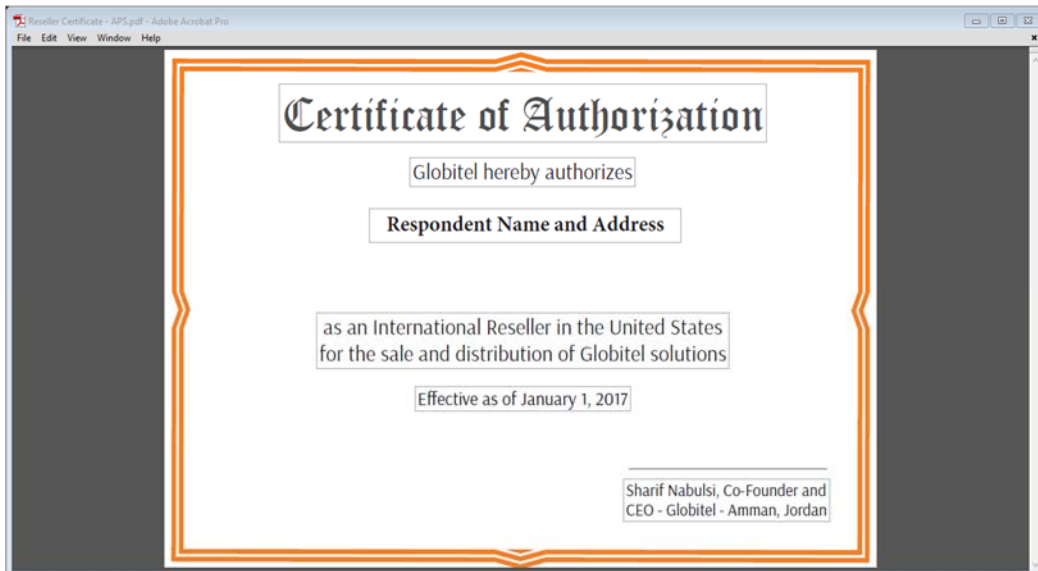 Reseller Certificate - APS.pdf - Adobe Acrobat Pro
File Edit View Window Help
Certificate of Authorization
Globitel hereby authorizes
Respondent Name and Address
as an International Reseller in the United States
for the sale and distribution of Globitel solutions
Effective as of January 1, 2017
Sharif Nabulsi, Co-Founder and
CEO - Globitel - Amman, Jordan